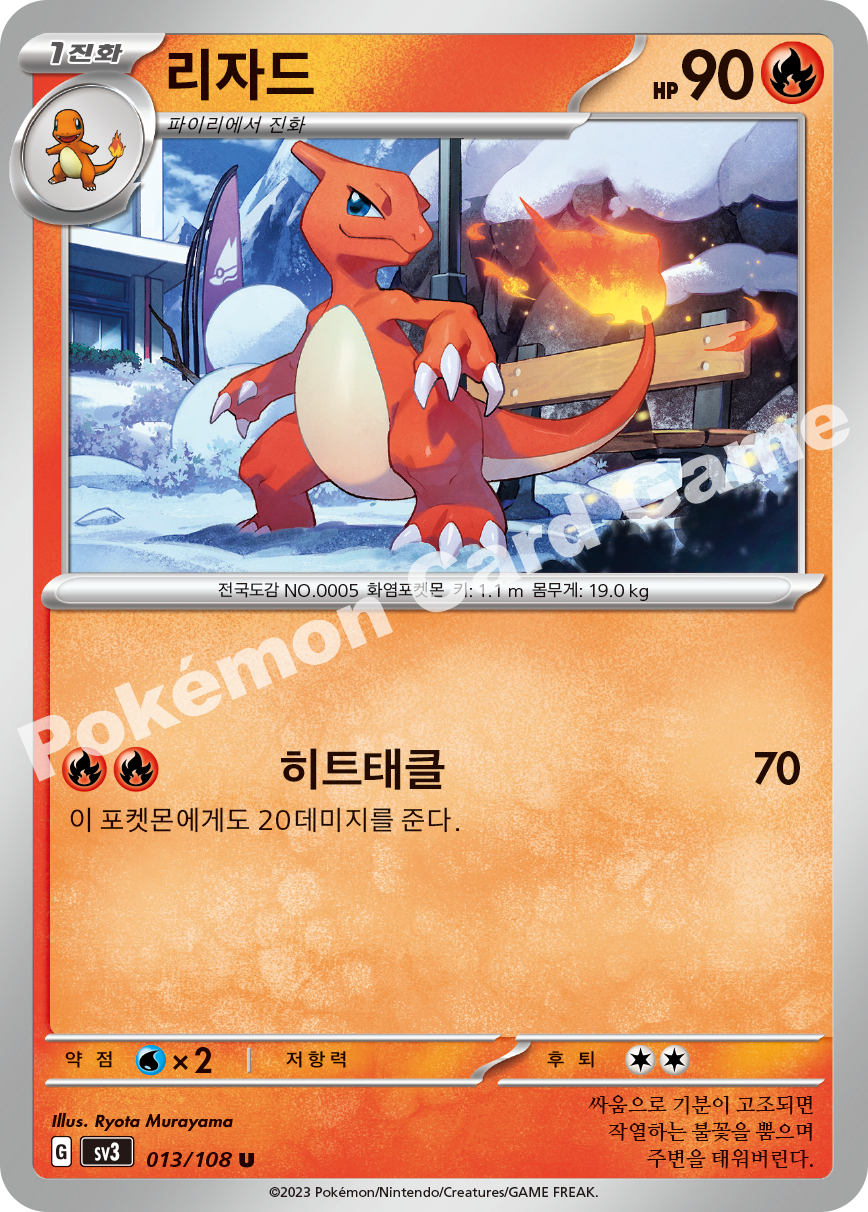 1진화
리자드
HP 90
파이리에서 진화
전국도감 NO.0005 화염포켓몬 키: 1.1 m 몸무게: 19.0 kg
Pokémon Card Game
히트태클 70
이 포켓몬에게도 20데미지를 준다.
약점 ×2 저항력 후퇴
싸움으로 기분이 고조되면
작열하는 불꽃을 뿜으며
주변을 태워버린다.
Illus. Ryota Murayama
G SV3 013/108 U
©2023 Pokémon/Nintendo/Creatures/GAME FREAK.